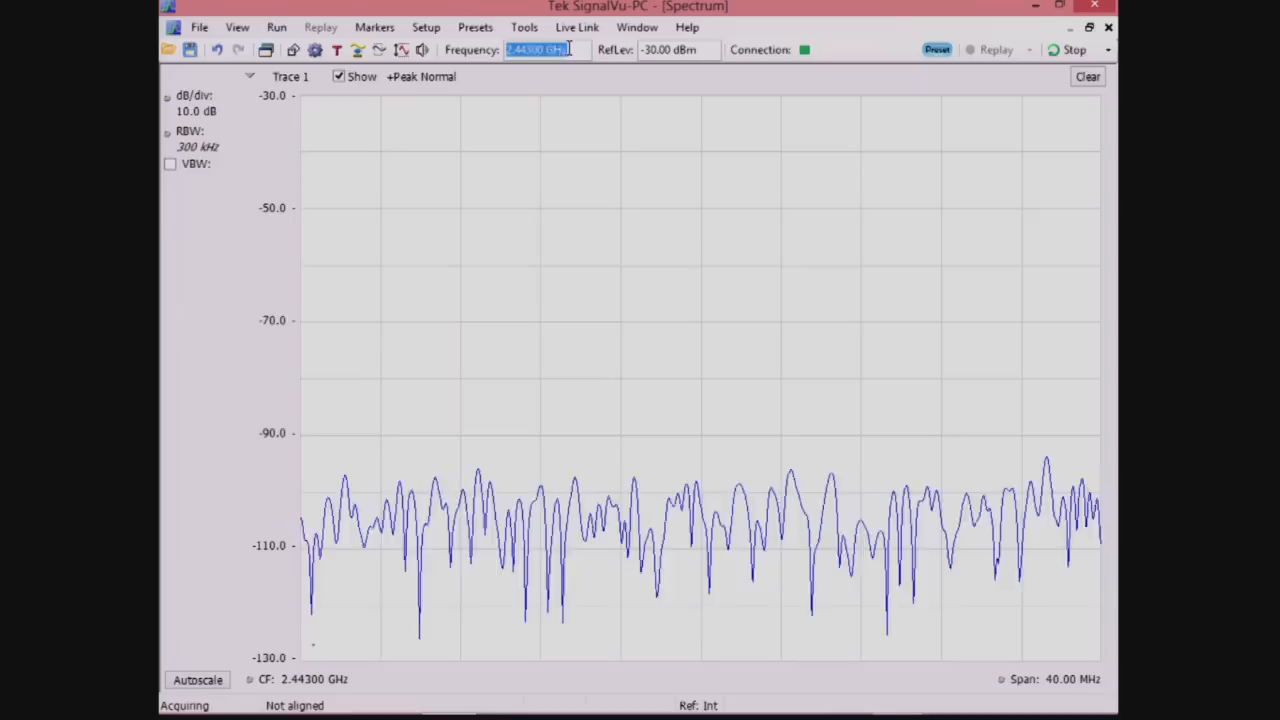 Tek SignalVu-PC - [Spectrum]
File View Run Replay Markers Setup Presets Tools Live Link Window Help
Frequency: 2.44300 GHz RefLev: -30.00 dBm Connection: Preset Replay Stop
Trace 1 Show +Peak Normal Clear
dB/div:
10.0 dB
RBW:
300 kHz
VBW:
-30.0
-50.0
-70.0
-90.0
-110.0
-130.0
Autoscale CF: 2.44300 GHz Span: 40.00 MHz
Acquiring Not aligned Ref: Int